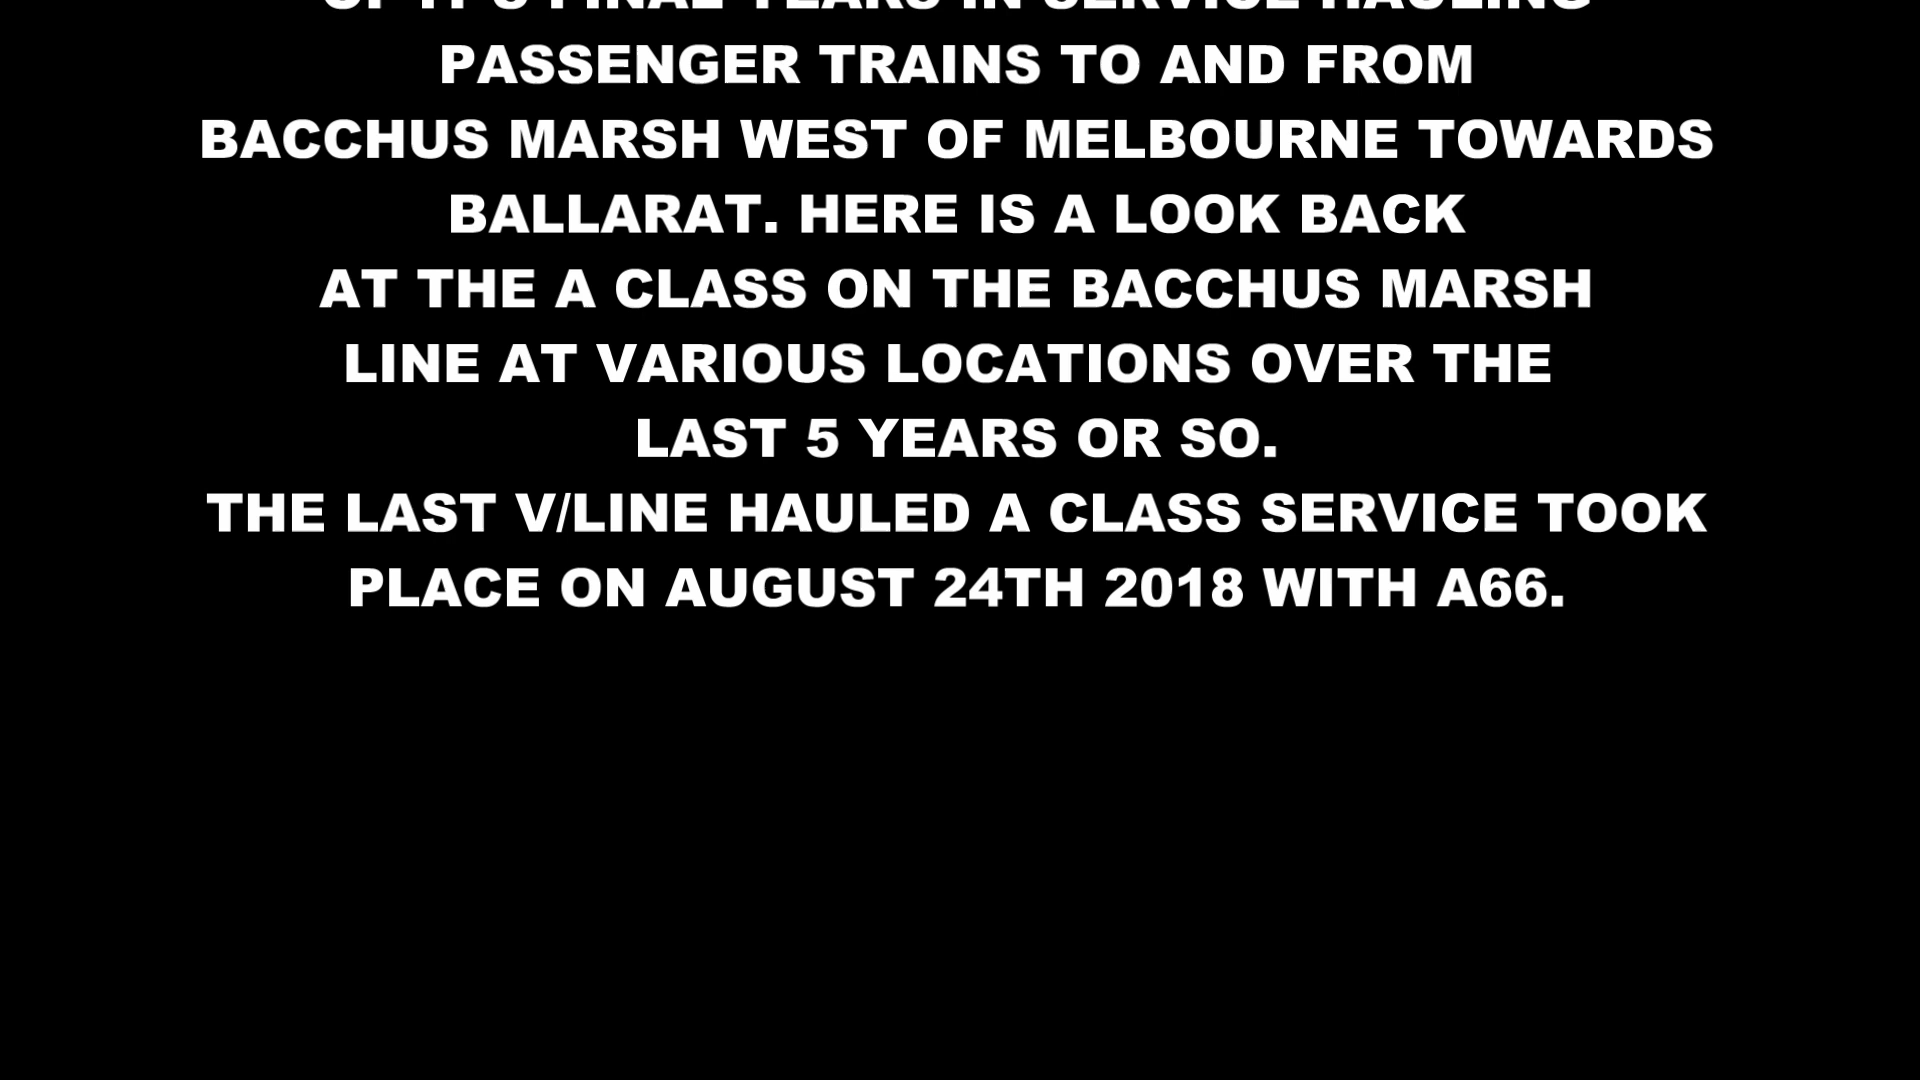 OF IT'S FINAL YEARS IN SERVICE HAULING
PASSENGER TRAINS TO AND FROM
BACCHUS MARSH WEST OF MELBOURNE TOWARDS
BALLARAT. HERE IS A LOOK BACK
AT THE A CLASS ON THE BACCHUS MARSH
LINE AT VARIOUS LOCATIONS OVER THE
LAST 5 YEARS OR SO.
THE LAST V/LINE HAULED A CLASS SERVICE TOOK
PLACE ON AUGUST 24TH 2018 WITH A66.